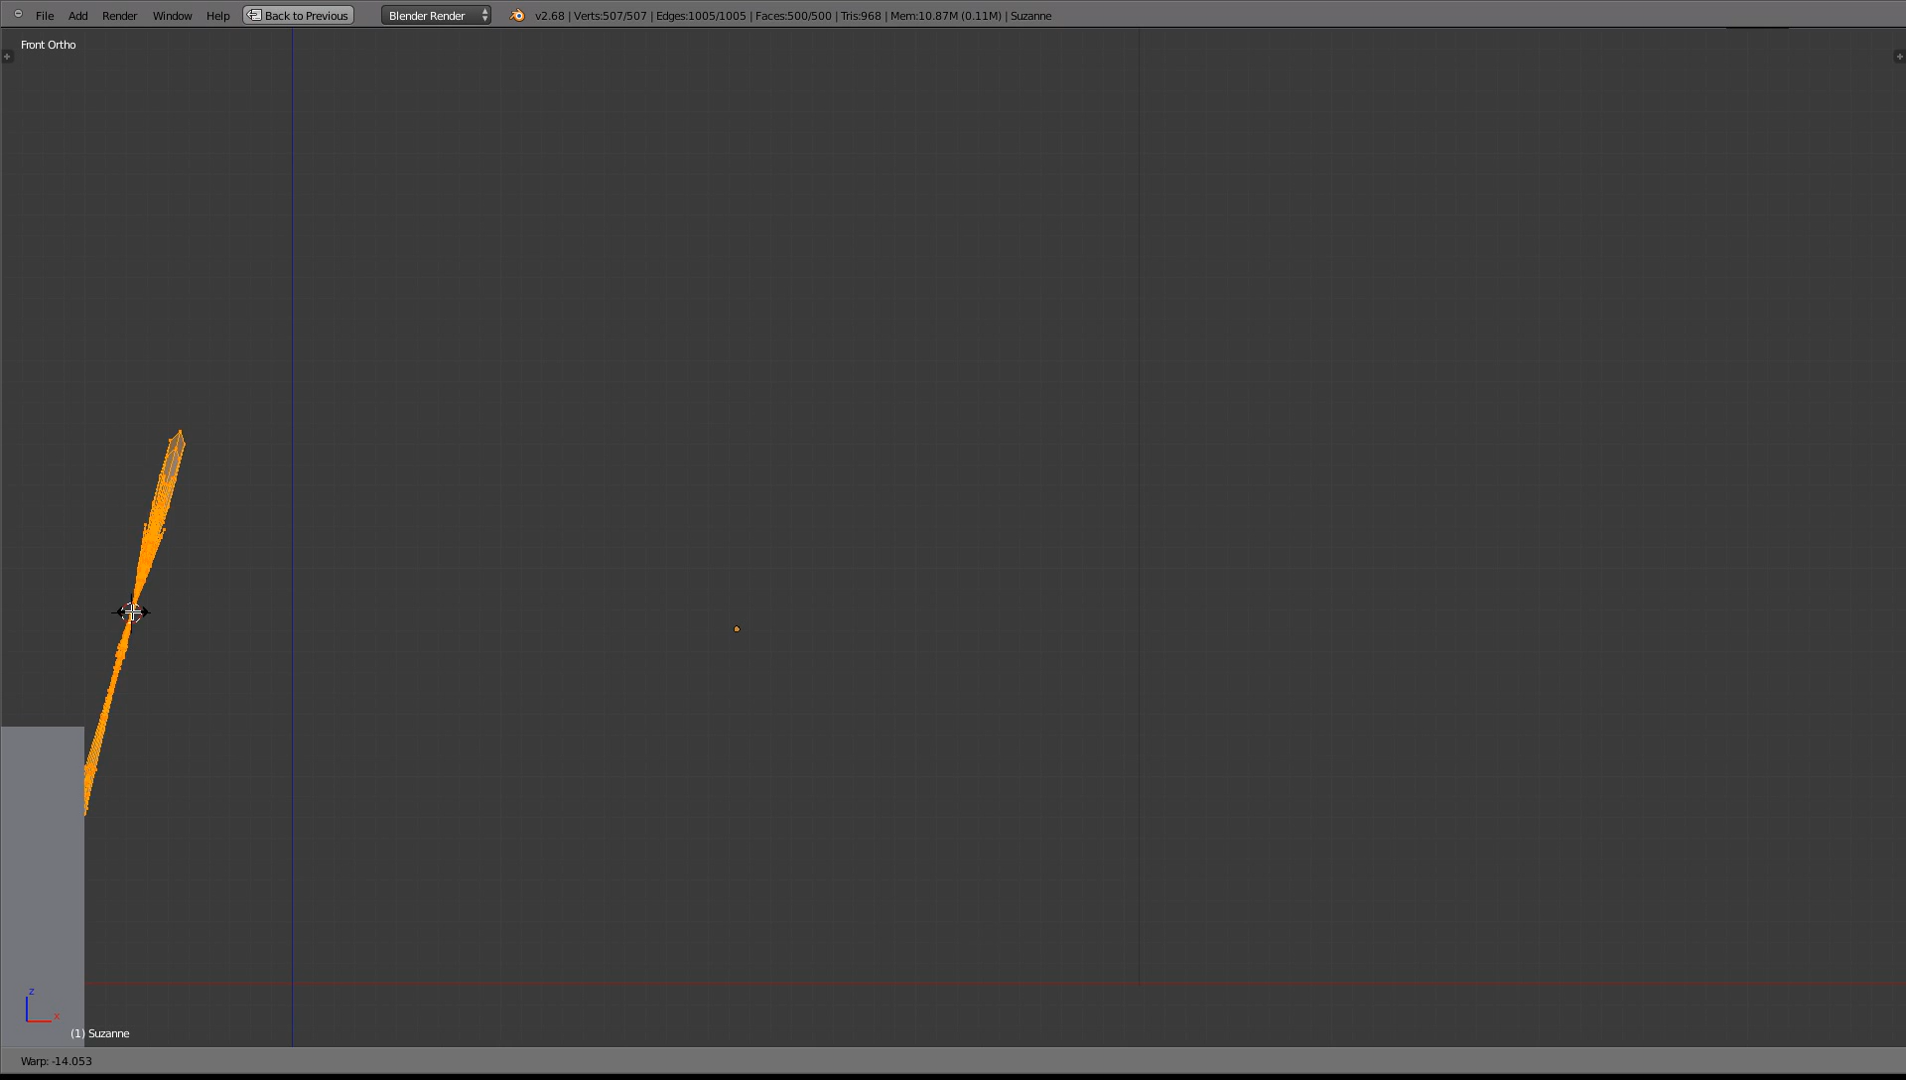 File Add Render Window Help Back to Previous Blender Render v2.68 | Verts:507/507 | Edges:1005/1005 | Faces:500/500 | Tris:968 | Mem:10.87M (0.11M) | Suzanne
Front Ortho
z
x
(1) Suzanne
Warp: -14.053